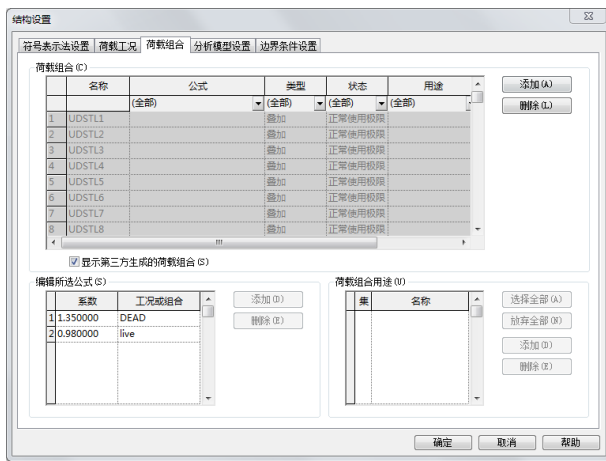 结构设置
符号表示法设置 荷载工况 荷载组合 分析模型设置 边界条件设置
荷载组合(C)
名称 公式 类型 状态 用途
(全部) (全部) (全部) (全部)
1 UDSTL1 叠加 正常使用极限
2 UDSTL2 叠加 正常使用极限
3 UDSTL3 叠加 正常使用极限
4 UDSTL4 叠加 正常使用极限
5 UDSTL5 叠加 正常使用极限
6 UDSTL6 叠加 正常使用极限
7 UDSTL7 叠加 正常使用极限
8 UDSTL8 叠加 正常使用极限
添加(A)
删除(L)
显示第三方生成的荷载组合(S)
编辑所选公式(S)
系数 工况或组合
1 1.350000 DEAD
2 0.980000 live
添加(D)
删除(E)
荷载组合用途(U)
集 名称
选择全部(A)
放弃全部(N)
添加(D)
删除(R)
确定 取消 帮助